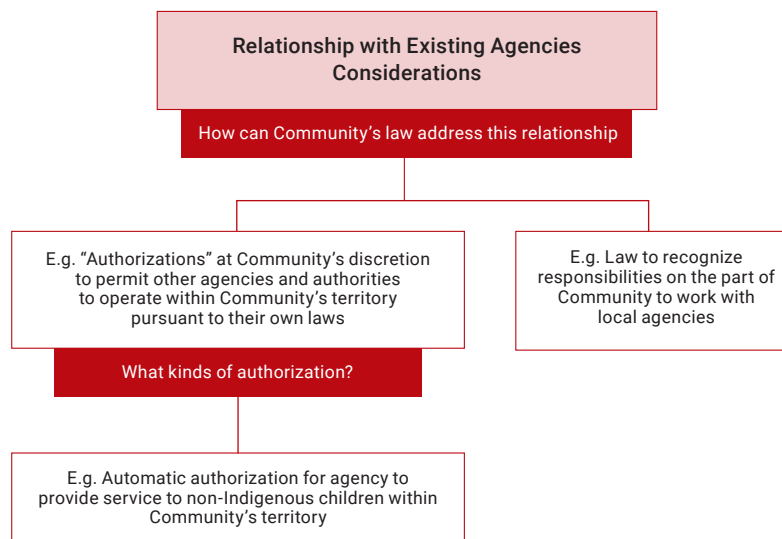 Relationship with Existing Agencies
Considerations
How can Community’s law address this relationship
E.g. “Authorizations” at Community’s discretion
to permit other agencies and authorities
to operate within Community’s territory
pursuant to their own laws
E.g. Law to recognize
responsibilities on the part of
Community to work with
local agencies
What kinds of authorization?
E.g. Automatic authorization for agency to
provide service to non-Indigenous children within
Community’s territory